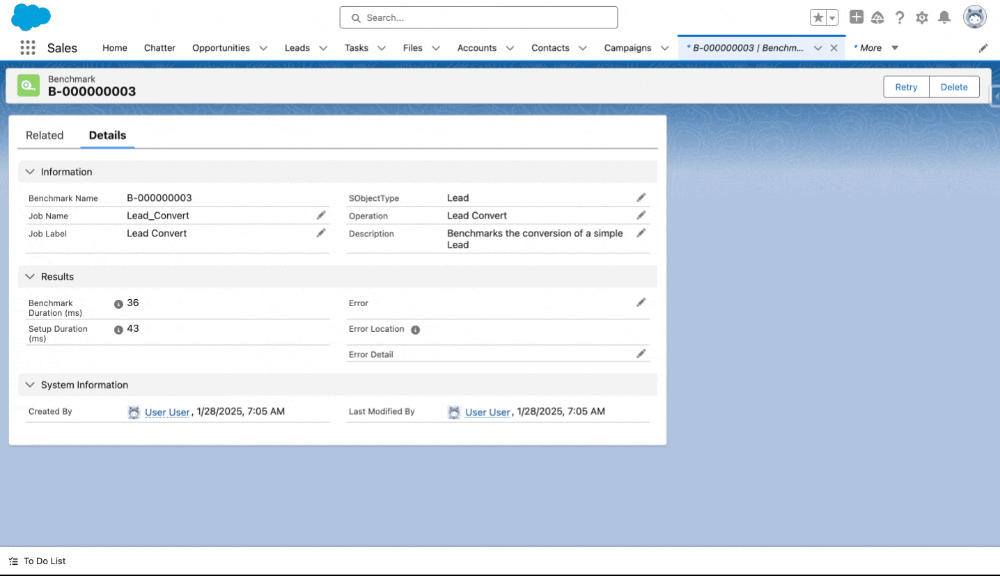 Search...
Sales
Home
Chatter
Opportunities
Leads
Tasks
Files
Accounts
Contacts
Campaigns
* B-000000003 | Benchm...
* More
Benchmark
B-000000003
Retry
Delete
Related
Details
Information
Benchmark Name
B-000000003
SObjectType
Lead
Job Name
Lead_Convert
Operation
Lead Convert
Job Label
Lead Convert
Description
Benchmarks the conversion of a simple
Lead
Results
Benchmark
Duration (ms)
36
Error
Setup Duration
(ms)
43
Error Location
Error Detail
System Information
Created By
User User, 1/28/2025, 7:05 AM
Last Modified By
User User, 1/28/2025, 7:05 AM
To Do List